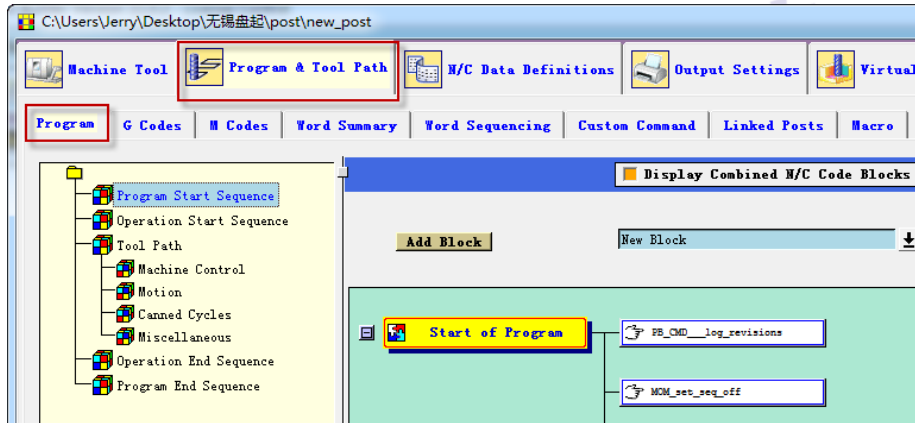 C:\Users\Jerry\Desktop\无锡盘起\post\new_post
Machine Tool Program & Tool Path N/C Data Definitions Output Settings Virtual
Program G Codes M Codes Word Summary Word Sequencing Custom Command Linked Posts Macro
Program Start Sequence
Operation Start Sequence
Tool Path
Machine Control
Motion
Canned Cycles
Miscellaneous
Operation End Sequence
Program End Sequence
Display Combined N/C Code Blocks
Add Block New Block
Start of Program PB_CMD__log_revisions
MOM_set_seq_off